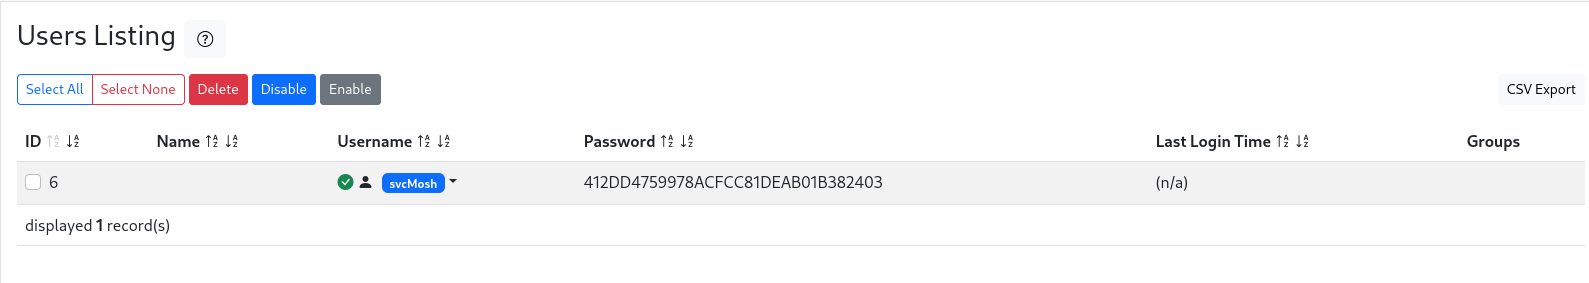 Users Listing
Select All Select None Delete Disable Enable CSV Export
ID Name Username Password Last Login Time Groups
6 svcMosh 412DD4759978ACFCC81DEAB01B382403 (n/a)
displayed 1 record(s)